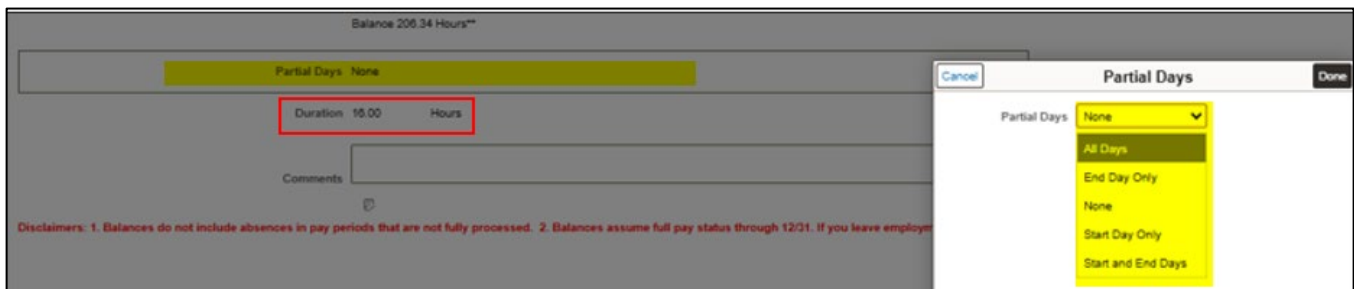 Balance 206.34 Hours**
Partial Days None
Duration 16.00 Hours
Comments
Disclaimers: 1. Balances do not include absences in pay periods that are not fully processed. 2. Balances assume full pay status through 12/31. If you leave employm
Cancel Partial Days Done
Partial Days None
All Days
End Day Only
None
Start Day Only
Start and End Days